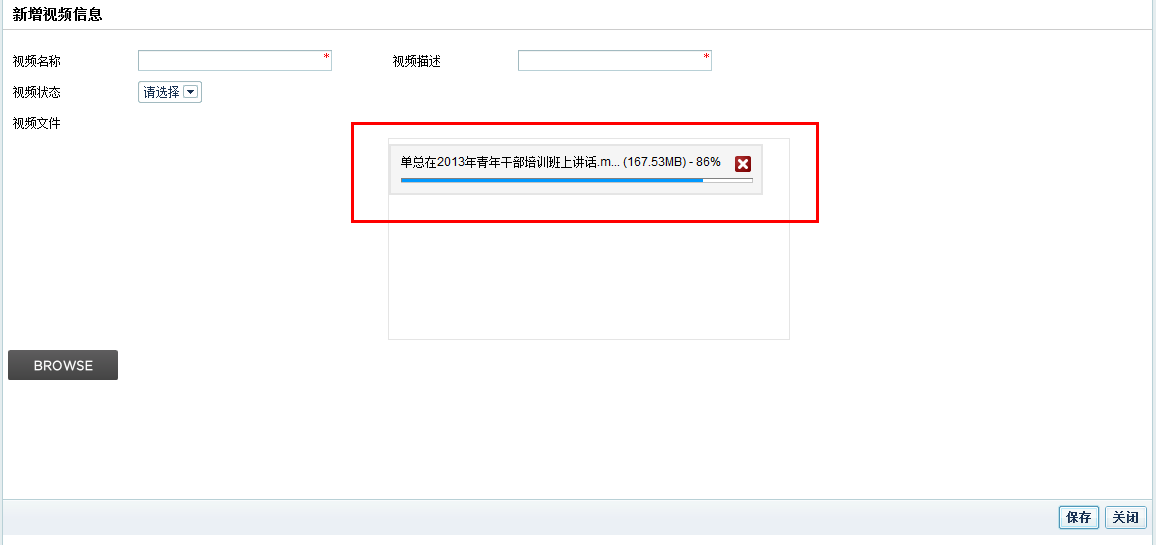 新增视频信息
视频名称 * 视频描述 *
视频状态 请选择
视频文件
单总在2013年青年干部培训班上讲话.m... (167.53MB) - 86%
BROWSE
保存 关闭